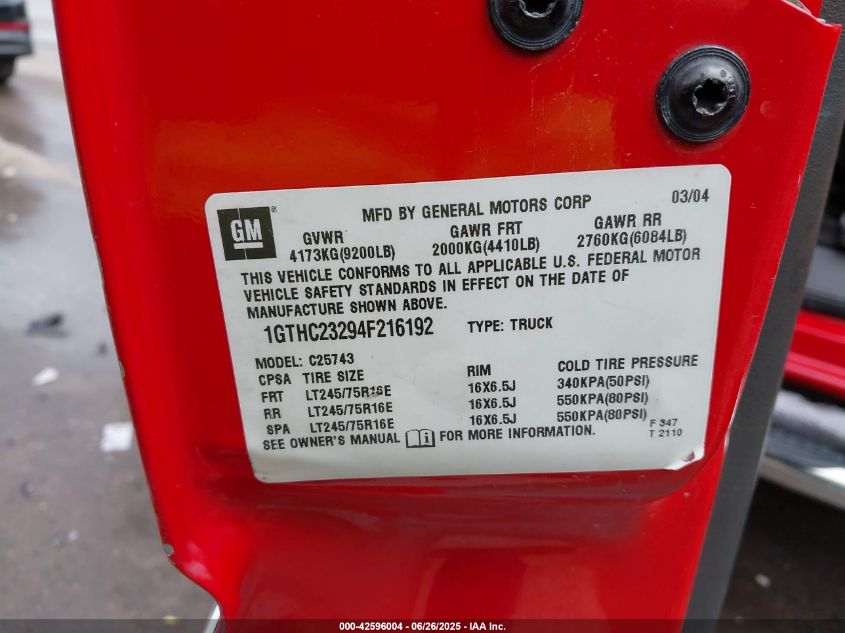 GM
MFD BY GENERAL MOTORS CORP 03/04
GVWR GAWR FRT GAWR RR
4173KG(9200LB) 2000KG(4410LB) 2760KG(6084LB)
THIS VEHICLE CONFORMS TO ALL APPLICABLE U.S. FEDERAL MOTOR
VEHICLE SAFETY STANDARDS IN EFFECT ON THE DATE OF
MANUFACTURE SHOWN ABOVE.
1GTHC23294F216192 TYPE: TRUCK
MODEL: C25743
CPSA TIRE SIZE RIM COLD TIRE PRESSURE
FRT LT245/75R16E 16X6.5J 340KPA(50PSI)
RR LT245/75R16E 16X6.5J 550KPA(80PSI)
SPA LT245/75R16E 16X6.5J 550KPA(80PSI)
SEE OWNER'S MANUAL FOR MORE INFORMATION.
F 347
T 2110
000-42596004 - 06/26/2025 - IAA Inc.